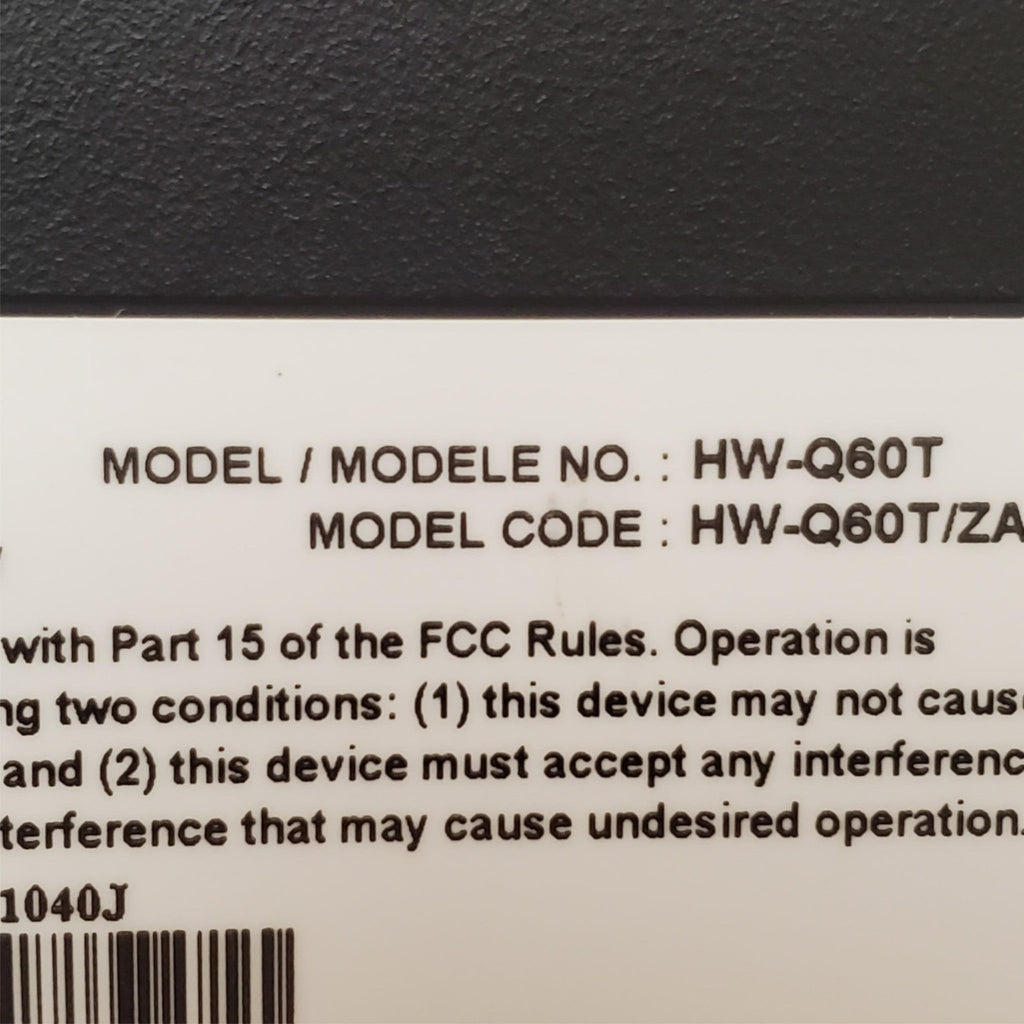 MODEL / MODELE NO. : HW-Q60T
MODEL CODE : HW-Q60T/ZA
with Part 15 of the FCC Rules. Operation is
two conditions: (1) this device may not
and (2) this device must accept any
that may cause undesired operation.
1040J